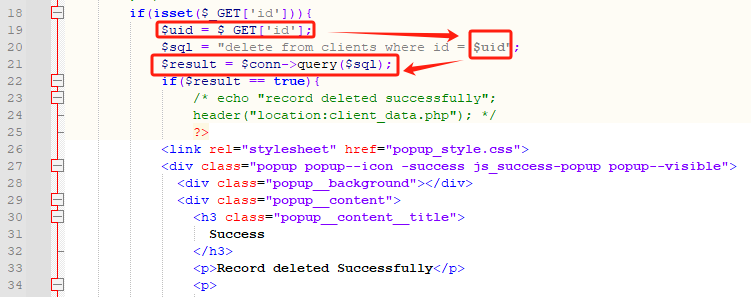 18 if(isset($_GET['id'])){
19 $uid = $_GET['id'];
20 $sql = "delete from clients where id = $uid";
21 $result = $conn->query($sql);
22 if($result == true){
23 /* echo "record deleted successfully";
24 header("location:client_data.php"); */
25 ?>
26 <link rel="stylesheet" href="popup_style.css">
27 <div class="popup popup--icon -success js_success-popup popup--visible">
28 <div class="popup__background"></div>
29 <div class="popup__content">
30 <h3 class="popup__content__title">
31 Success
32 </h3>
33 <p>Record deleted Successfully</p>
34 <p>